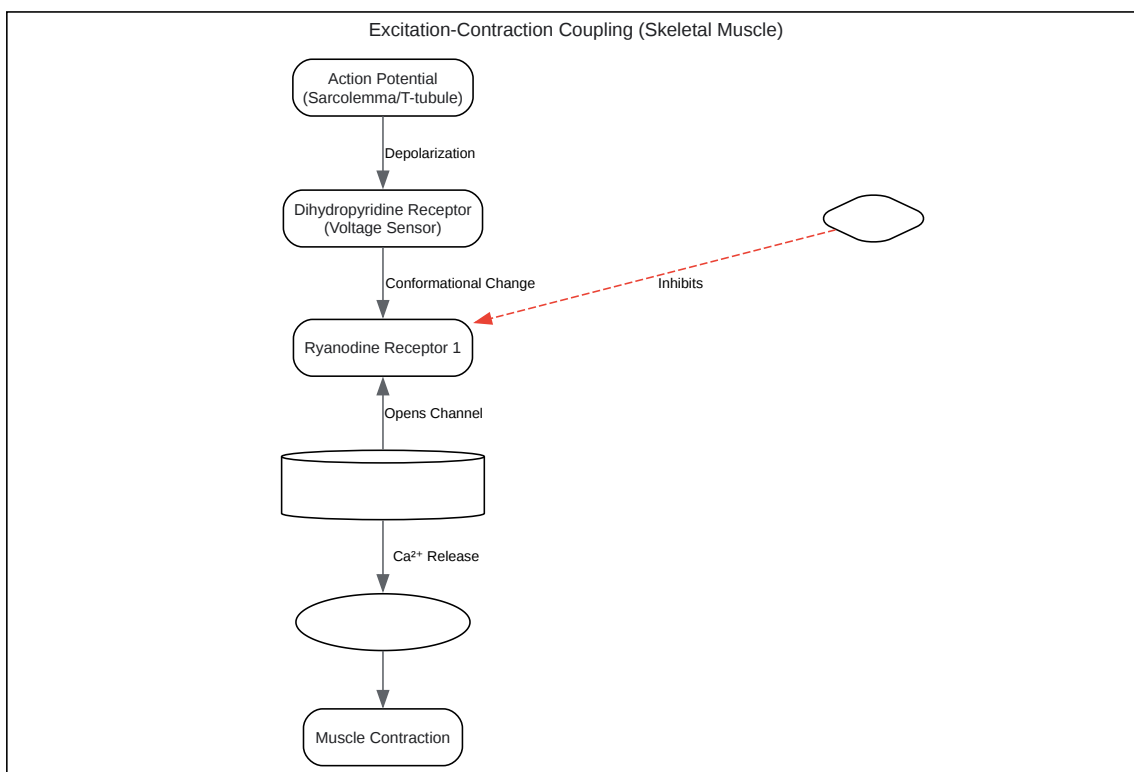 Excitation-Contraction Coupling (Skeletal Muscle)
Action Potential
(Sarcolemma/T-tubule)
Depolarization
Dihydropyridine Receptor
(Voltage Sensor)
Conformational Change
Inhibits
Ryanodine Receptor 1
Opens Channel
Ca²⁺ Release
Muscle Contraction